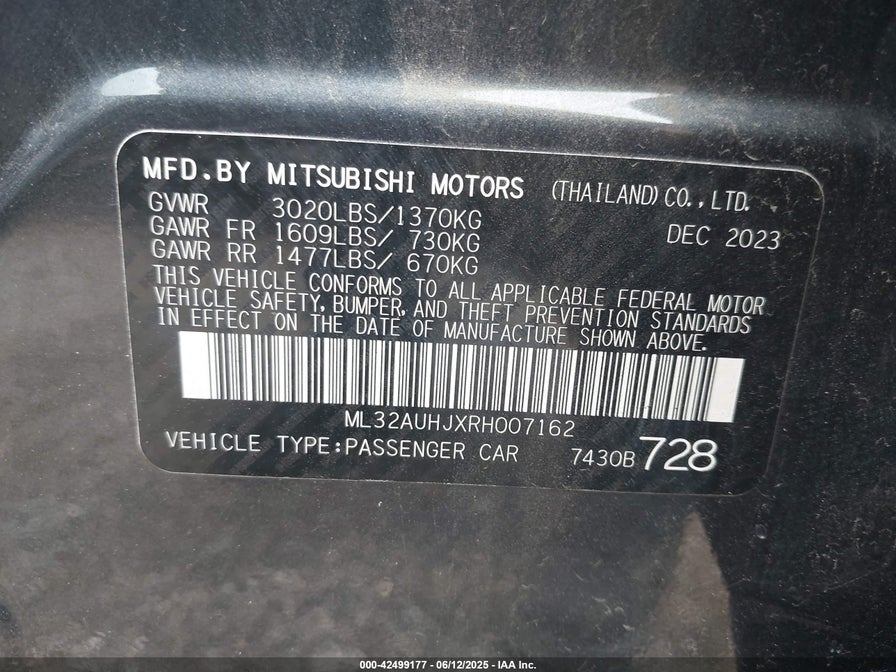 MFD.BY MITSUBISHI MOTORS (THAILAND) CO.,LTD.
GVWR 3020LBS/1370KG
GAWR FR 1609LBS/ 730KG DEC 2023
GAWR RR 1477LBS/ 670KG
THIS VEHICLE CONFORMS TO ALL APPLICABLE FEDERAL MOTOR
VEHICLE SAFETY, BUMPER, AND THEFT PREVENTION STANDARDS
IN EFFECT ON THE DATE OF MANUFACTURE SHOWN ABOVE.
ML32AUHJXRH007162
VEHICLE TYPE:PASSENGER CAR 7430B 728
000-42499177 - 06/12/2025 - IAA Inc.